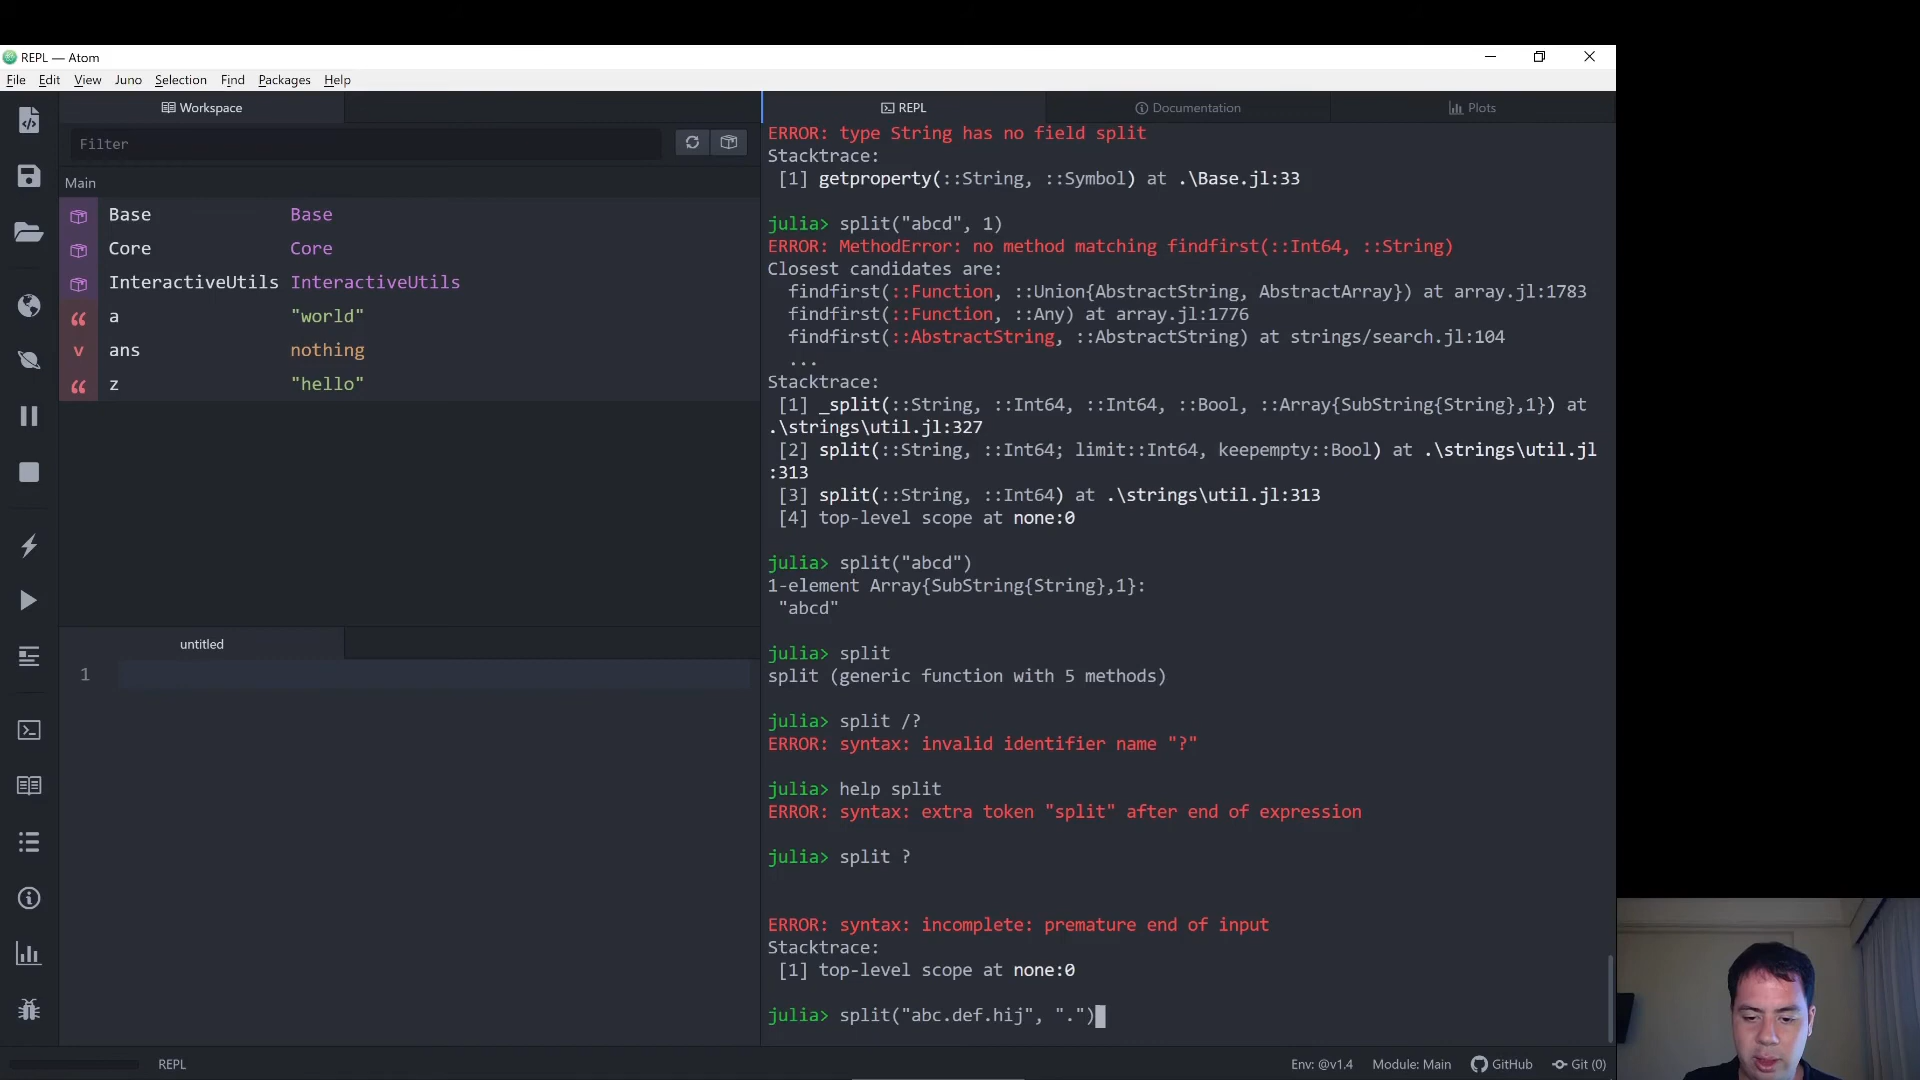 REPL — Atom
File Edit View Juno Selection Find Packages Help
Workspace
Filter
Main
Base Base
Core Core
InteractiveUtils InteractiveUtils
a "world"
v ans nothing
z "hello"
untitled
1
REPL Documentation Plots
ERROR: type String has no field split
Stacktrace:
[1] getproperty(::String, ::Symbol) at .\Base.jl:33
julia> split("abcd", 1)
ERROR: MethodError: no method matching findfirst(::Int64, ::String)
Closest candidates are:
findfirst(::Function, ::Union{AbstractString, AbstractArray}) at array.jl:1783
findfirst(::Function, ::Any) at array.jl:1776
findfirst(::AbstractString, ::AbstractString) at strings/search.jl:104
...
Stacktrace:
[1] _split(::String, ::Int64, ::Int64, ::Bool, ::Array{SubString{String},1}) at
.\strings\util.jl:327
[2] split(::String, ::Int64; limit::Int64, keepempty::Bool) at .\strings\util.jl
:313
[3] split(::String, ::Int64) at .\strings\util.jl:313
[4] top-level scope at none:0
julia> split("abcd")
1-element Array{SubString{String},1}:
"abcd"
julia> split
split (generic function with 5 methods)
julia> split /?
ERROR: syntax: invalid identifier name "?"
julia> help split
ERROR: syntax: extra token "split" after end of expression
julia> split ?
ERROR: syntax: incomplete: premature end of input
Stacktrace:
[1] top-level scope at none:0
julia> split("abc.def.hij", ".")
REPL Env: @v1.4 Module: Main GitHub Git (0)